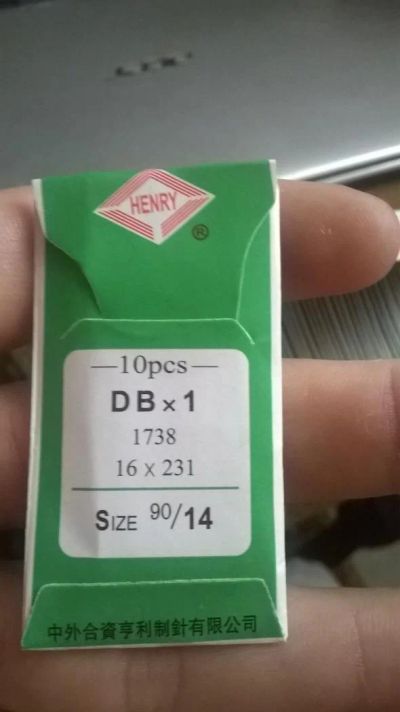 HENRY
®
—10pcs—
DB×1
1738
16 x 231
SIZE 90/14
中外合資亨利制針有限公司